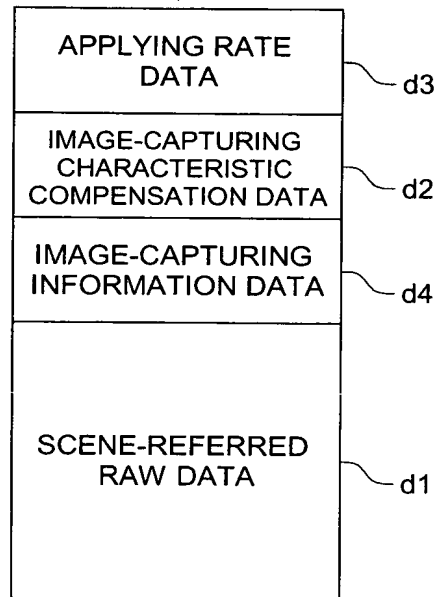 APPLYING RATE
DATA
d3
IMAGE-CAPTURING
CHARACTERISTIC
COMPENSATION DATA
d2
IMAGE-CAPTURING
INFORMATION DATA
d4
SCENE-REFERRED
RAW DATA
d1